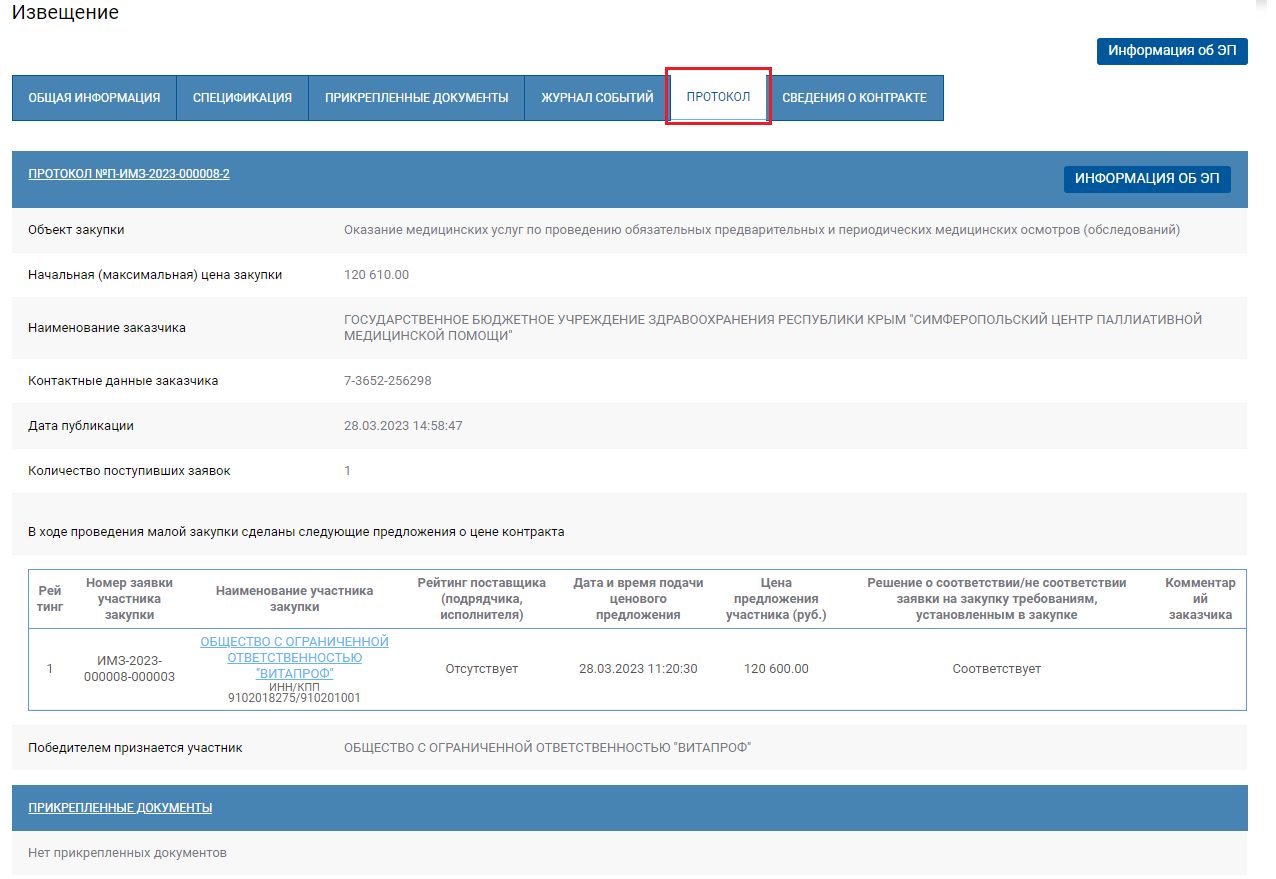 Извещение
Информация об ЭП
ОБЩАЯ ИНФОРМАЦИЯ
СПЕЦИФИКАЦИЯ
ПРИКРЕПЛЕННЫЕ ДОКУМЕНТЫ
ЖУРНАЛ СОБЫТИЙ
ПРОТОКОЛ
СВЕДЕНИЯ О КОНТРАКТЕ
ПРОТОКОЛ №П-ИМЗ-2023-000008-2
ИНФОРМАЦИЯ ОБ ЭП
Объект закупки
Оказание медицинских услуг по проведению обязательных предварительных и периодических медицинских осмотров (обследований)
Начальная (максимальная) цена закупки
120 610.00
Наименование заказчика
ГОСУДАРСТВЕННОЕ БЮДЖЕТНОЕ УЧРЕЖДЕНИЕ ЗДРАВООХРАНЕНИЯ РЕСПУБЛИКИ КРЫМ "СИМФЕРОПОЛЬСКИЙ ЦЕНТР ПАЛЛИАТИВНОЙ
МЕДИЦИНСКОЙ ПОМОЩИ"
Контактные данные заказчика
7-3652-256298
Дата публикации
28.03.2023 14:58:47
Количество поступивших заявок
1
В ходе проведения малой закупки сделаны следующие предложения о цене контракта
Рей
тинг
Номер заявки
участника
закупки
Наименование участника
закупки
Рейтинг поставщика
(подрядчика,
исполнителя)
Дата и время подачи
ценового
предложения
Цена
предложения
участника (руб.)
Решение о соответствии/не соответствии
заявки на закупку требованиям,
установленным в закупке
Комментар
ий
заказчика
1
ИМЗ-2023-
000008-000003
ОБЩЕСТВО С ОГРАНИЧЕННОЙ
ОТВЕТСТВЕННОСТЬЮ
"ВИТАПРОФ"
ИНН/КПП
9102018275/910201001
Отсутствует
28.03.2023 11:20:30
120 600.00
Соответствует
Победителем признается участник
ОБЩЕСТВО С ОГРАНИЧЕННОЙ ОТВЕТСТВЕННОСТЬЮ "ВИТАПРОФ"
ПРИКРЕПЛЕННЫЕ ДОКУМЕНТЫ
Нет прикрепленных документов